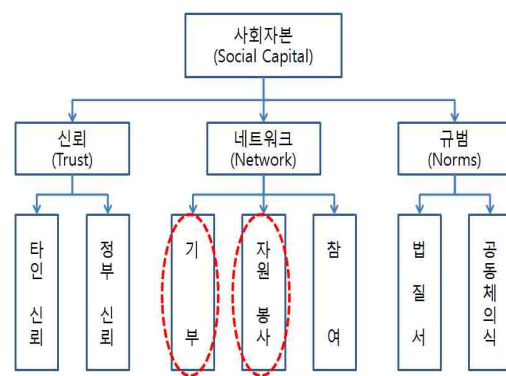 사회자본
(Social Capital)
신뢰
(Trust)
네트워크
(Network)
규범
(Norms)
타인 신뢰
정부 신뢰
기부
자원 봉사
참여
법질서
공동체의식